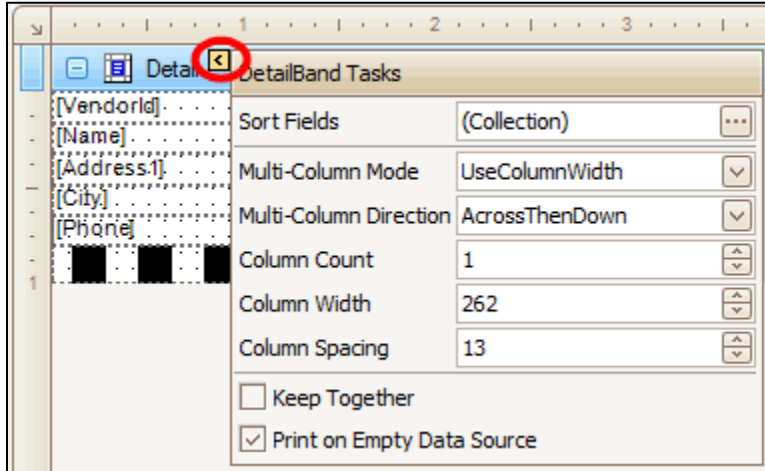 1 2 3
Detail
DetailBand Tasks
[VendorId]
[Name]
[Address1]
[City]
[Phone]
1
Sort Fields (Collection)
Multi-Column Mode UseColumnWidth
Multi-Column Direction AcrossThenDown
Column Count 1
Column Width 262
Column Spacing 13
Keep Together
Print on Empty Data Source